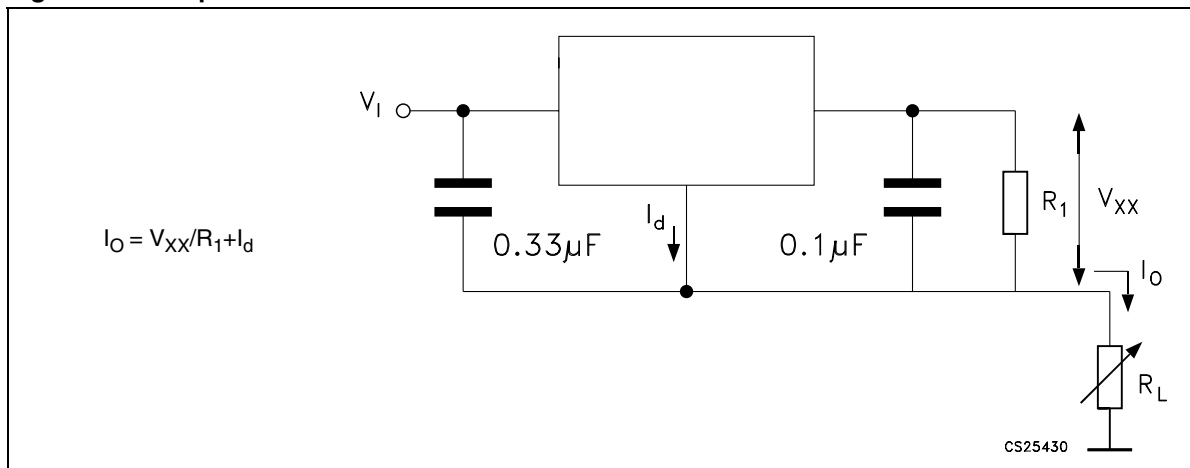 V_I
I_d
0.33µF
0.1µF
R_1
V_XX
I_O = V_XX/R_1+I_d
I_O
R_L
CS25430